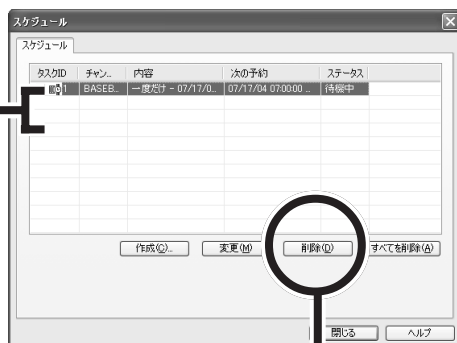 スケジュール
スケジュール
タスクID チャン... 内容 次の予約 ステータス
1 BASEB... 一度だけ - 07/17/0... 07/17/04 07:00:00 ... 待機中
作成(C)... 変更(M) 削除(D) すべてを削除(A)
閉じる ヘルプ